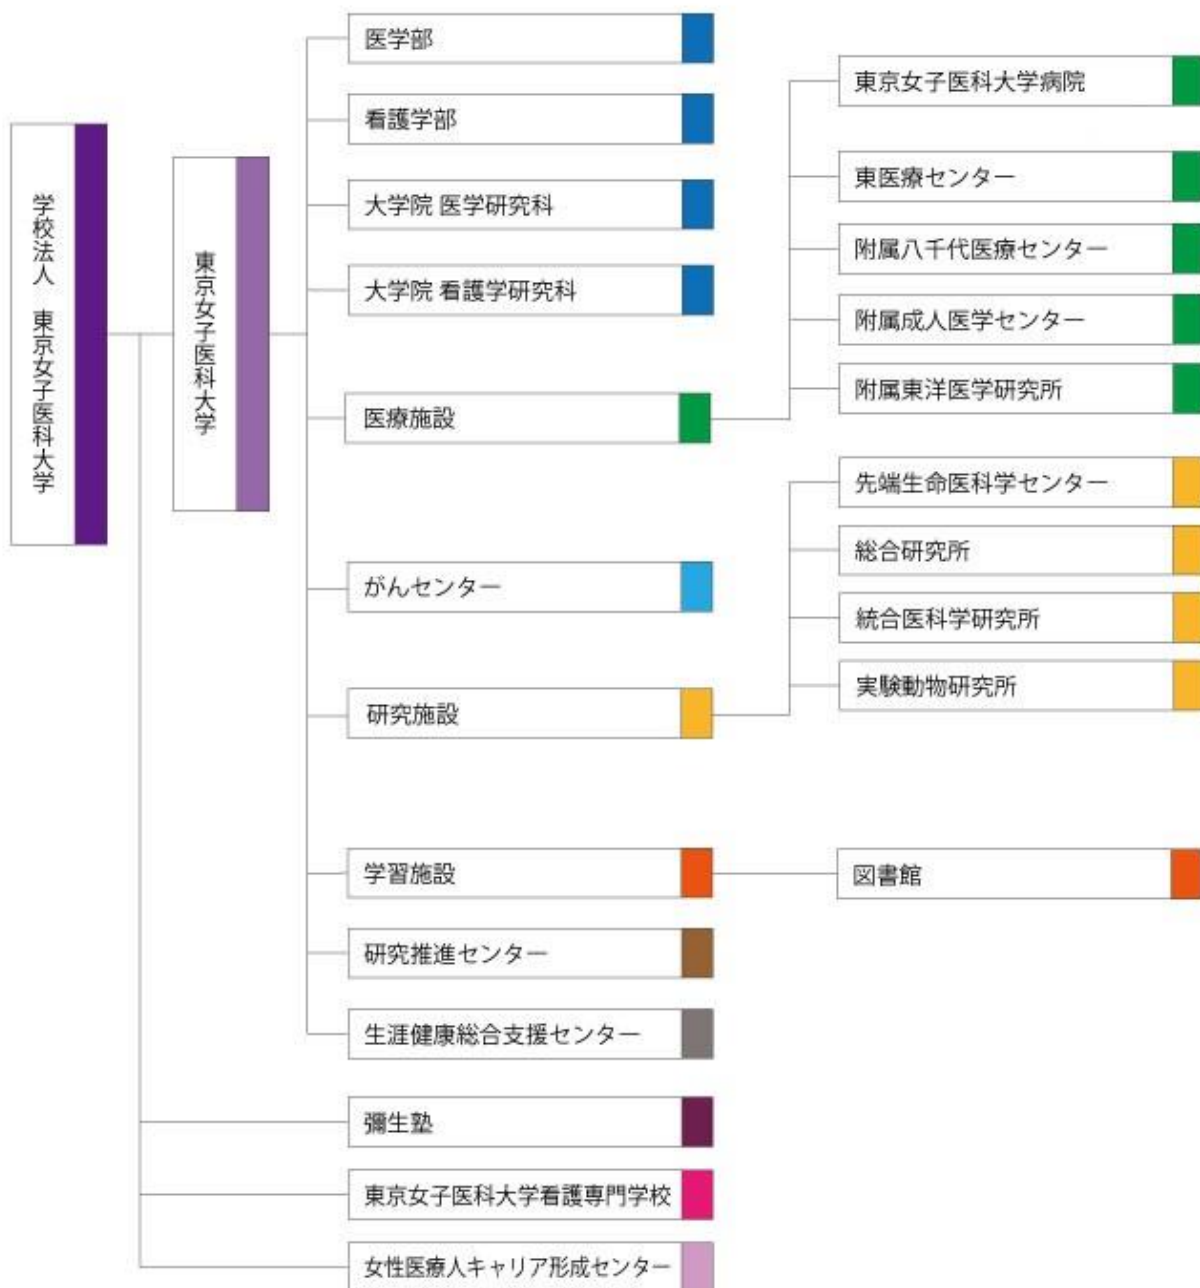 学校法人 東京女子医科大学
東京女子医科大学
医学部
看護学部
大学院 医学研究科
大学院 看護学研究科
医療施設
東京女子医科大学病院
東医療センター
附属八千代医療センター
附属成人医学センター
附属東洋医学研究所
がんセンター
研究施設
先端生命医科学センター
総合研究所
統合医科学研究所
実験動物研究所
学習施設
図書館
研究推進センター
生涯健康総合支援センター
彌生塾
東京女子医科大学看護専門学校
女性医療人キャリア形成センター